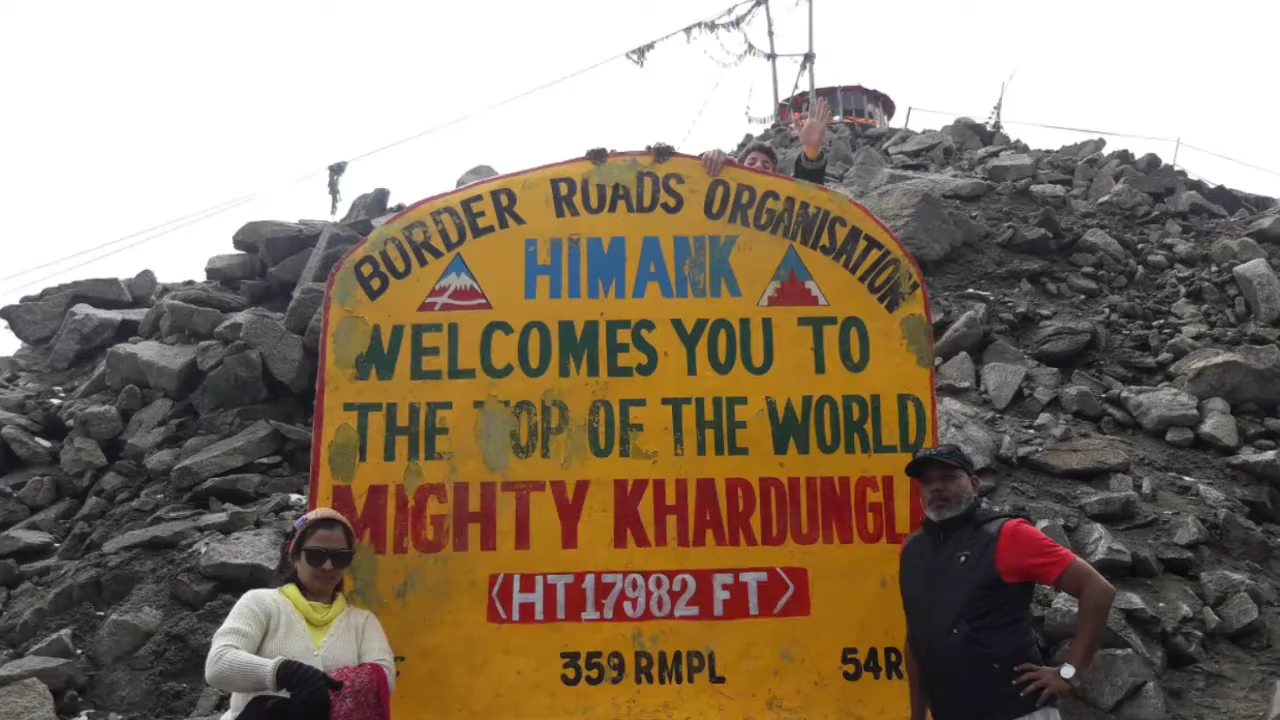 BORDER ROADS ORGANISATION
HIMANK
WELCOMES YOU TO
THE TOP OF THE WORLD
MIGHTY KHARDUNGLA
HT 17982 FT
359 RMPL
54R